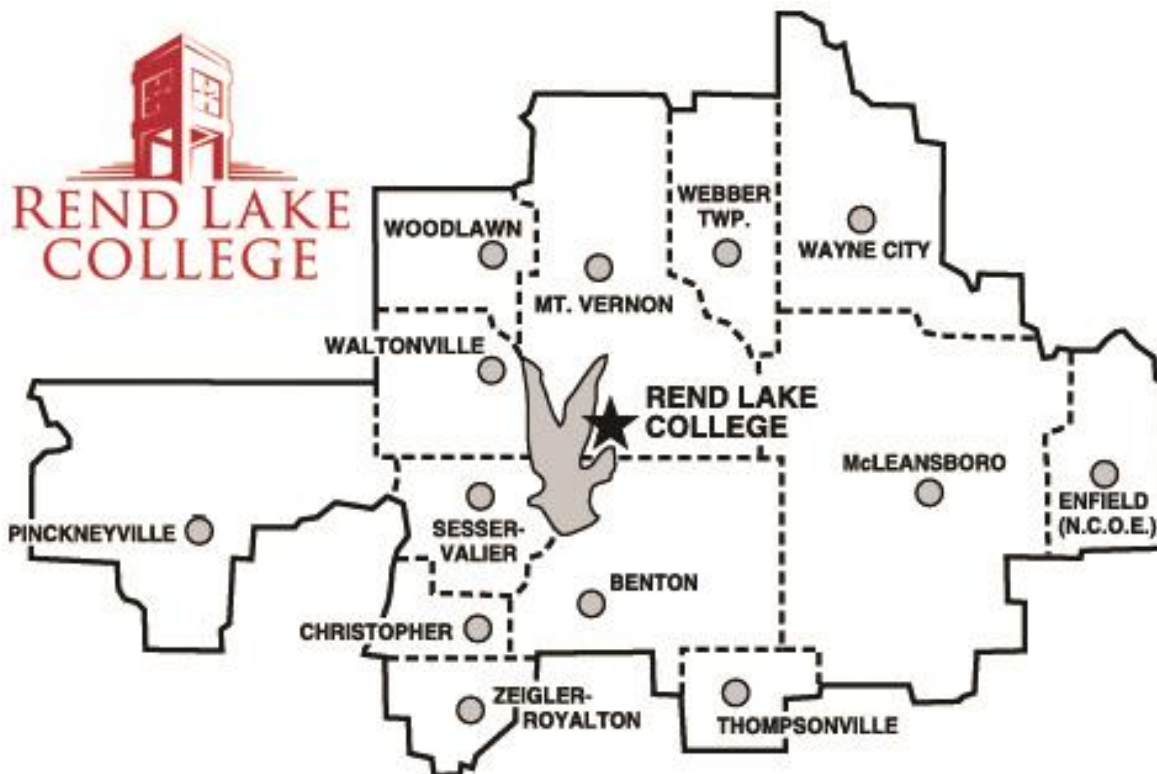 REND LAKE
COLLEGE
WEBBER
TWP.
WOODLAWN
WAYNE CITY
MT. VERNON
WALTONVILLE
REND LAKE
COLLEGE
McLEANSBORO
ENFIELD
(N.C.O.E.)
PINCKNEYVILLE
SESSER-
VALIER
BENTON
CHRISTOPHER
ZEIGLER-
ROYALTON
THOMPSONVILLE